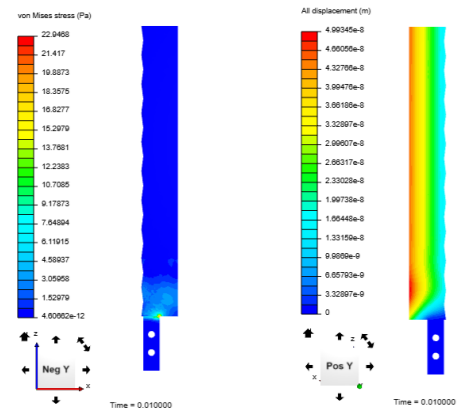 von Mises stress (Pa)
22.9468
21.417
19.8873
18.3575
16.8277
15.2979
13.7681
12.2383
10.7085
9.17873
7.64894
6.11915
4.58937
3.05958
1.52979
4.60662e-12
z
Neg Y
x
Time = 0.010000
All displacement (m)
4.99345e-8
4.66056e-8
4.32766e-8
3.99476e-8
3.66186e-8
3.32897e-8
2.99607e-8
2.66317e-8
2.33028e-8
1.99738e-8
1.66448e-8
1.33159e-8
9.9869e-9
6.65793e-9
3.32897e-9
0
z
Pos Y
x
Time = 0.010000